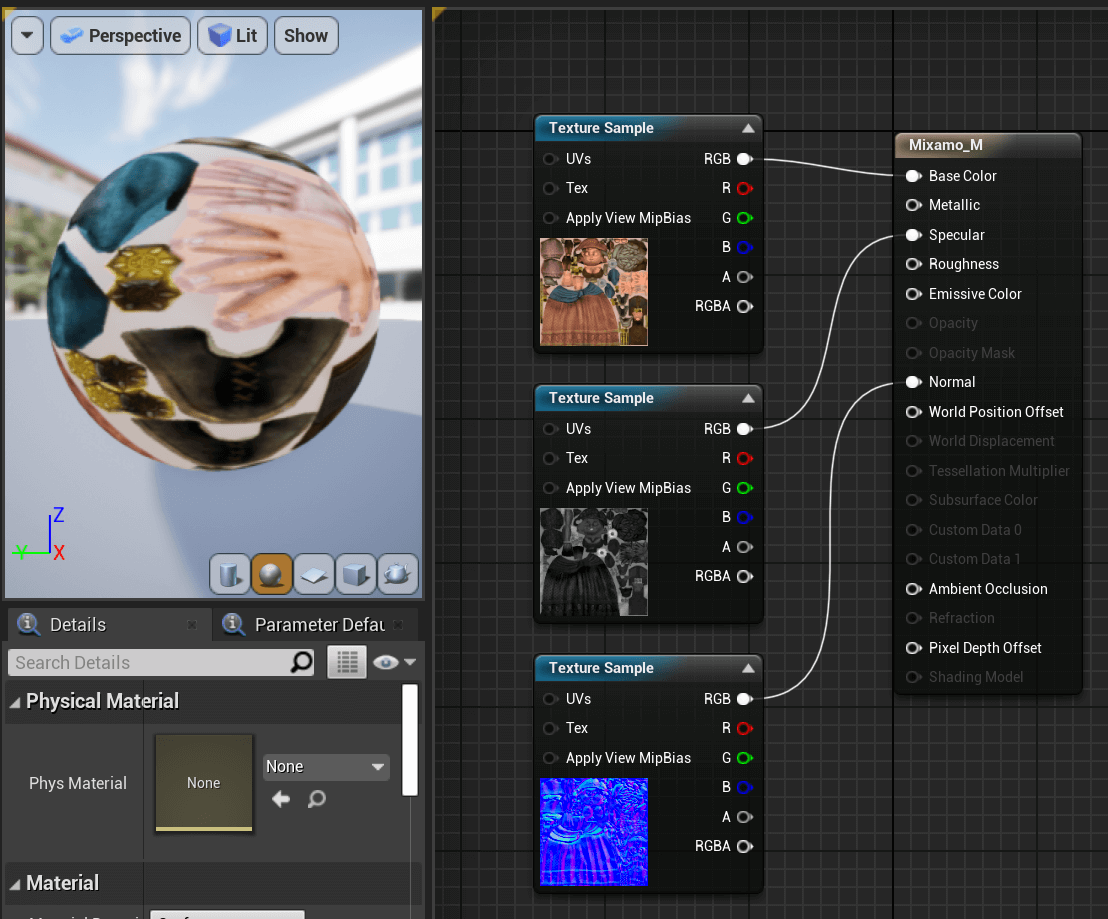 Perspective
Lit
Show
Z
Y
X
Details
Parameter Defau
Search Details
Physical Material
Phys Material
None
None
Material
Texture Sample
UVs
RGB
Tex
R
Apply View MipBias
G
B
A
RGBA
Texture Sample
UVs
RGB
Tex
R
Apply View MipBias
G
B
A
RGBA
Texture Sample
UVs
RGB
Tex
R
Apply View MipBias
G
B
A
RGBA
Mixamo_M
Base Color
Metallic
Specular
Roughness
Emissive Color
Opacity
Opacity Mask
Normal
World Position Offset
World Displacement
Tessellation Multiplier
Subsurface Color
Custom Data 0
Custom Data 1
Ambient Occlusion
Refraction
Pixel Depth Offset
Shading Model